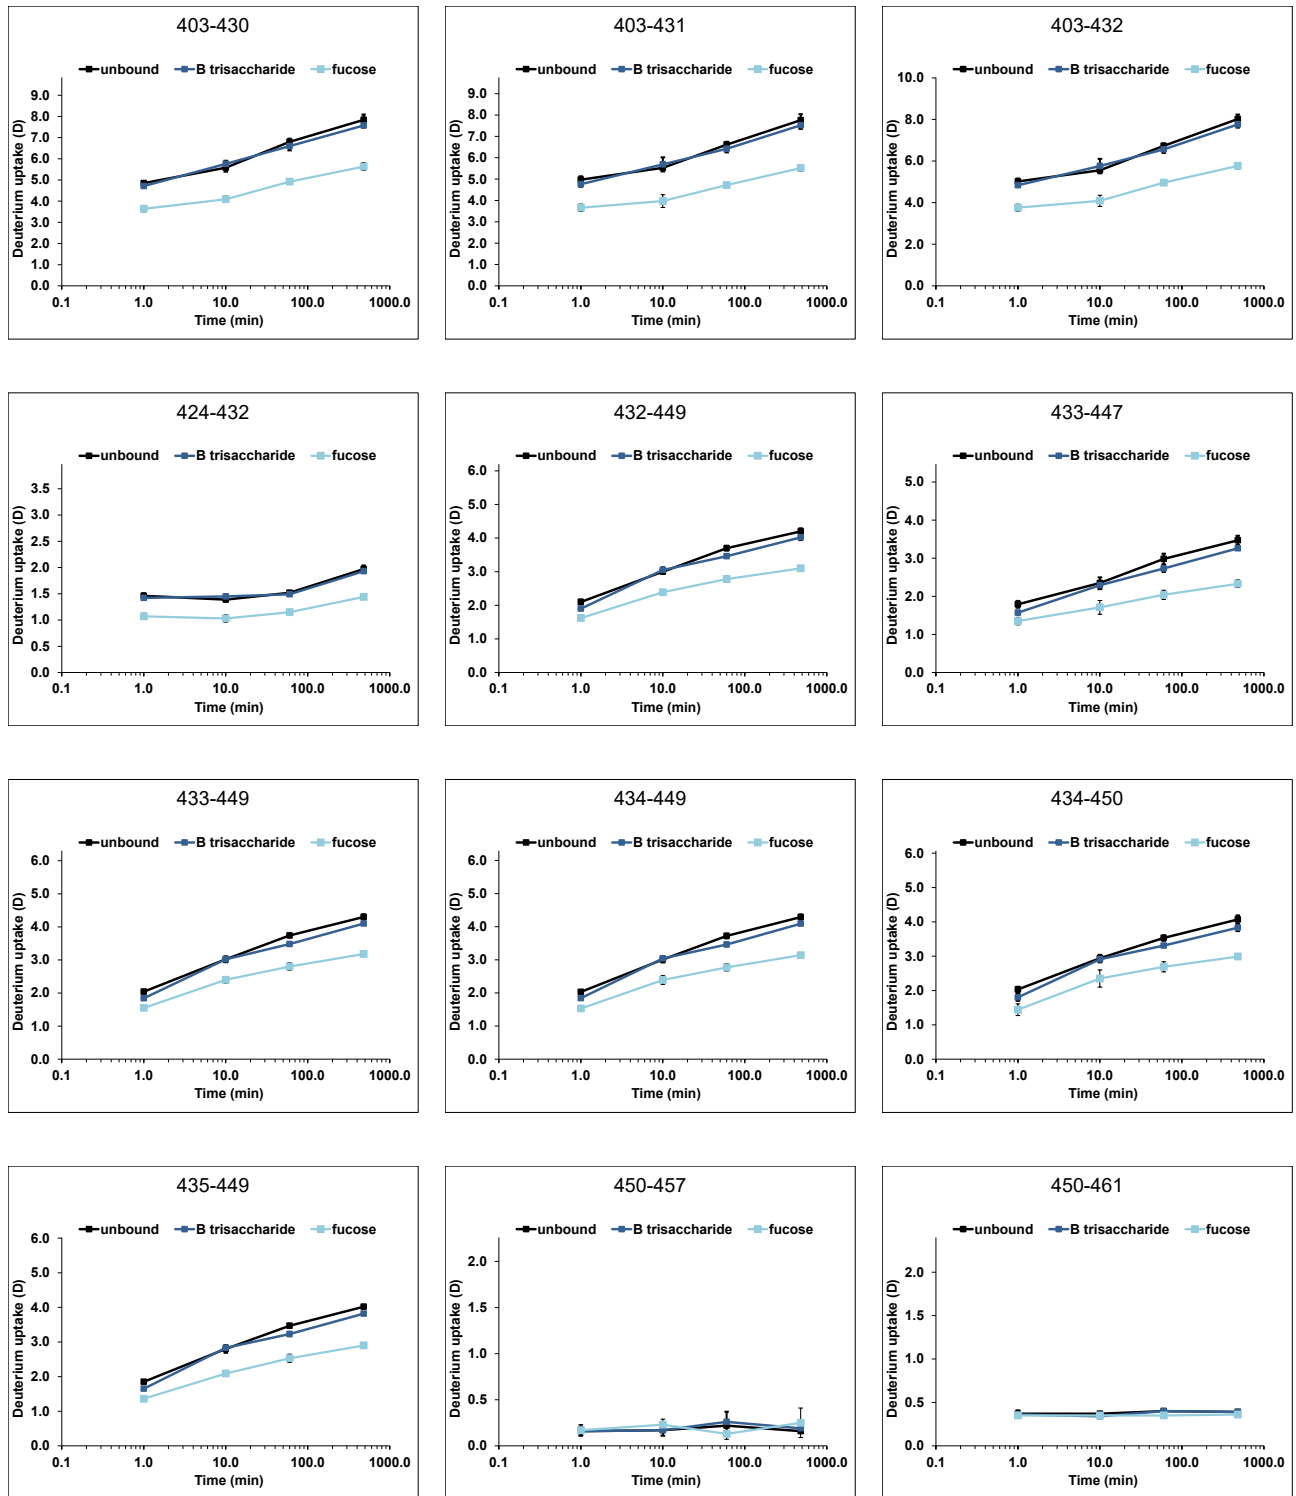 403-430
unbound B trisaccharide fucose
Deuterium uptake (D)
9.0
8.0
7.0
6.0
5.0
4.0
3.0
2.0
1.0
0.0
0.1 1.0 10.0 100.0 1000.0
Time (min)
403-431
unbound B trisaccharide fucose
Deuterium uptake (D)
9.0
8.0
7.0
6.0
5.0
4.0
3.0
2.0
1.0
0.0
0.1 1.0 10.0 100.0 1000.0
Time (min)
403-432
unbound B trisaccharide fucose
Deuterium uptake (D)
10.0
8.0
6.0
4.0
2.0
0.0
0.1 1.0 10.0 100.0 1000.0
Time (min)
424-432
unbound B trisaccharide fucose
Deuterium uptake (D)
3.5
3.0
2.5
2.0
1.5
1.0
0.5
0.0
0.1 1.0 10.0 100.0 1000.0
Time (min)
432-449
unbound B trisaccharide fucose
Deuterium uptake (D)
6.0
5.0
4.0
3.0
2.0
1.0
0.0
0.1 1.0 10.0 100.0 1000.0
Time (min)
433-447
unbound B trisaccharide fucose
Deuterium uptake (D)
5.0
4.0
3.0
2.0
1.0
0.0
0.1 1.0 10.0 100.0 1000.0
Time (min)
433-449
unbound B trisaccharide fucose
Deuterium uptake (D)
6.0
5.0
4.0
3.0
2.0
1.0
0.0
0.1 1.0 10.0 100.0 1000.0
Time (min)
434-449
unbound B trisaccharide fucose
Deuterium uptake (D)
6.0
5.0
4.0
3.0
2.0
1.0
0.0
0.1 1.0 10.0 100.0 1000.0
Time (min)
434-450
unbound B trisaccharide fucose
Deuterium uptake (D)
6.0
5.0
4.0
3.0
2.0
1.0
0.0
0.1 1.0 10.0 100.0 1000.0
Time (min)
435-449
unbound B trisaccharide fucose
Deuterium uptake (D)
6.0
5.0
4.0
3.0
2.0
1.0
0.0
0.1 1.0 10.0 100.0 1000.0
Time (min)
450-457
unbound B trisaccharide fucose
Deuterium uptake (D)
2.0
1.5
1.0
0.5
0.0
0.1 1.0 10.0 100.0 1000.0
Time (min)
450-461
unbound B trisaccharide fucose
Deuterium uptake (D)
2.0
1.5
1.0
0.5
0.0
0.1 1.0 10.0 100.0 1000.0
Time (min)